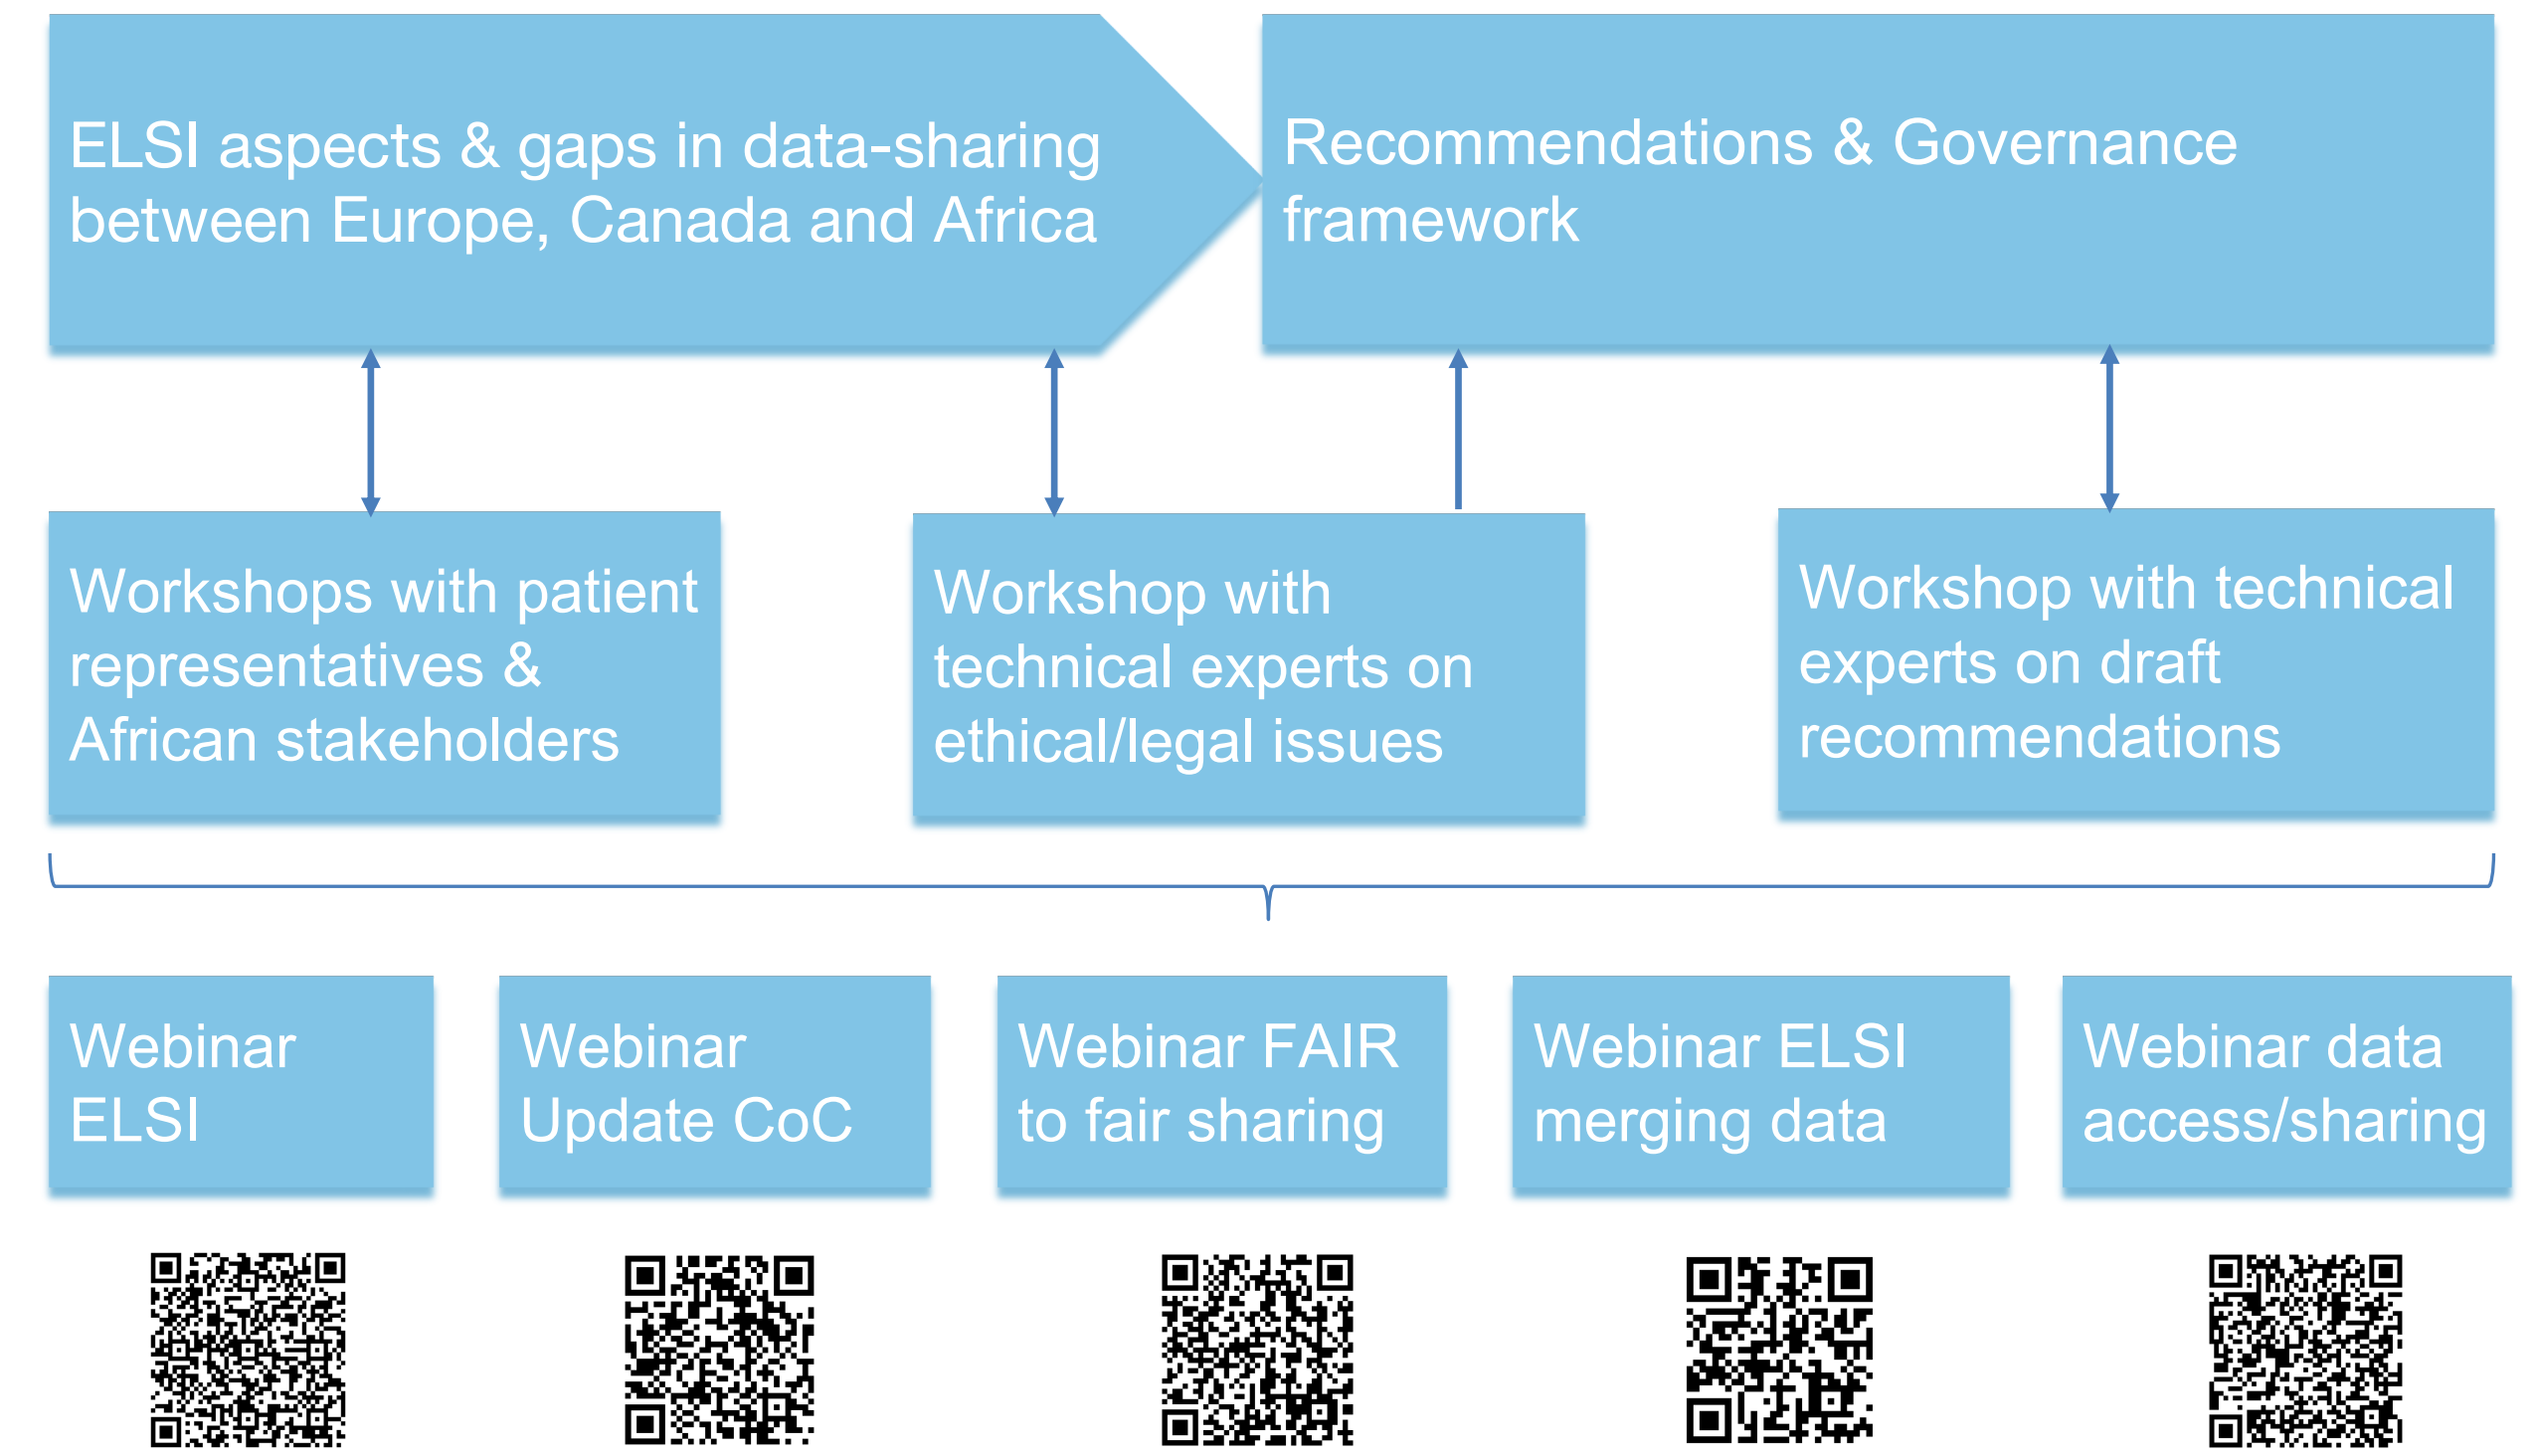 ELSI aspects & gaps in data-sharing
between Europe, Canada and Africa
Recommendations & Governance
framework
Workshops with patient
representatives &
African stakeholders
Workshop with
technical experts on
ethical/legal issues
Workshop with technical
experts on draft
recommendations
Webinar
ELSI
Webinar
Update CoC
Webinar FAIR
to fair sharing
Webinar ELSI
merging data
Webinar data
access/sharing